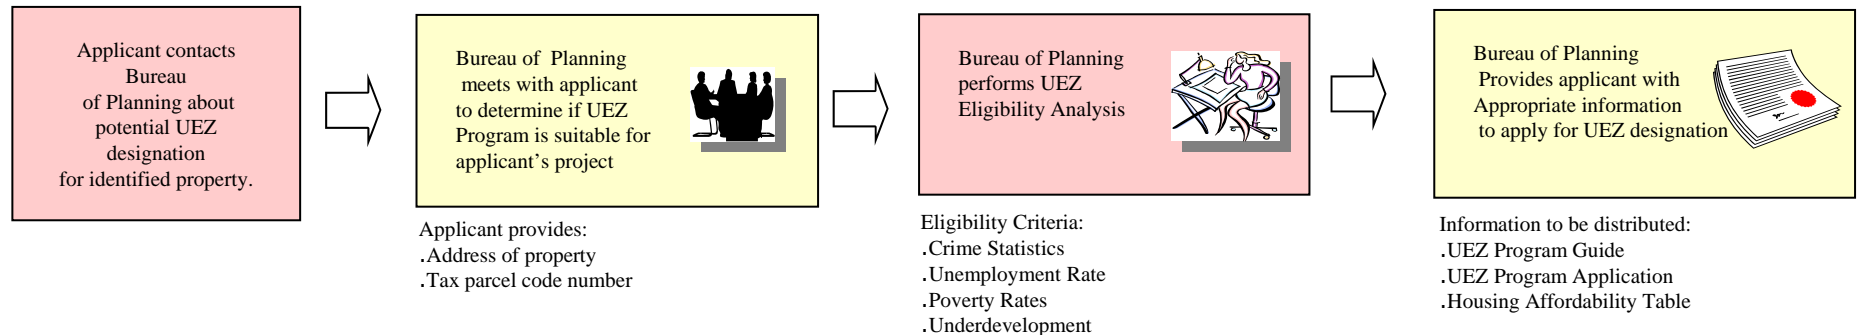 Applicant contacts
Bureau
of Planning about
potential UEZ
designation
for identified property.
Bureau of Planning
meets with applicant
to determine if UEZ
Program is suitable for
applicant’s project
Applicant provides:
.Address of property
.Tax parcel code number
Bureau of Planning
performs UEZ
Eligibility Analysis
Eligibility Criteria:
.Crime Statistics
.Unemployment Rate
.Poverty Rates
.Underdevelopment
Bureau of Planning
Provides applicant with
Appropriate information
to apply for UEZ designation
Information to be distributed:
.UEZ Program Guide
.UEZ Program Application
.Housing Affordability Table